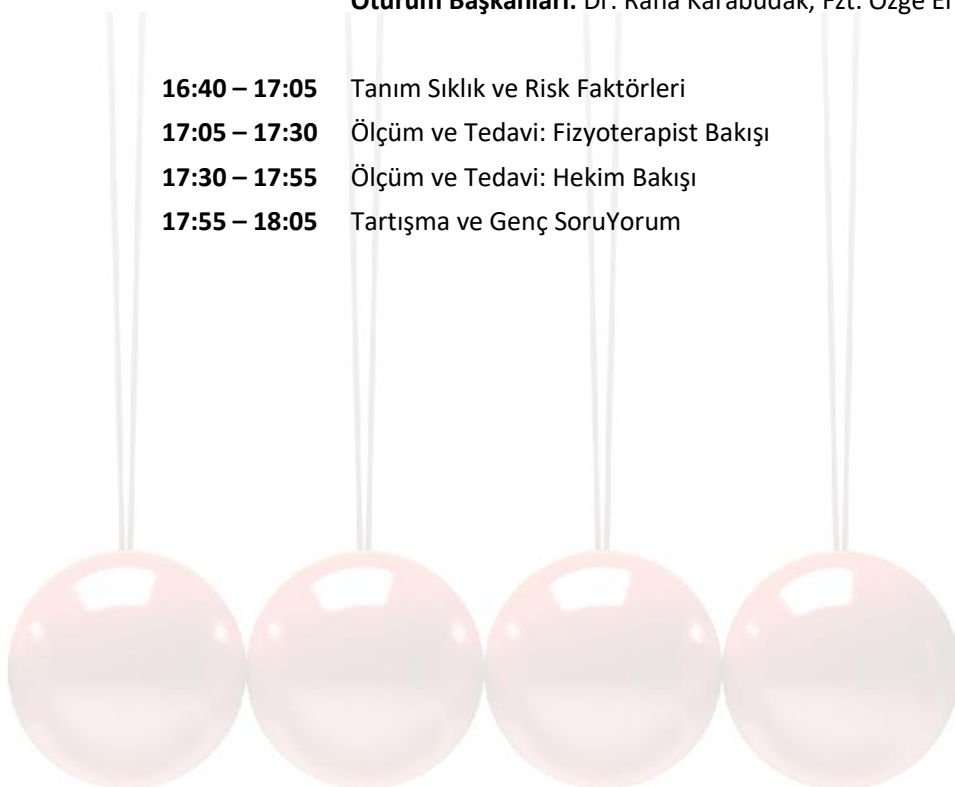 Oturum Başkanları: Dr. Rana Karabudak, Fzt. Özge
16:40 – 17:05 Tanım Sıklık ve Risk Faktörleri
17:05 – 17:30 Ölçüm ve Tedavi: Fizyoterapist Bakışı
17:30 – 17:55 Ölçüm ve Tedavi: Hekim Bakışı
17:55 – 18:05 Tartışma ve Genç SoruYorum